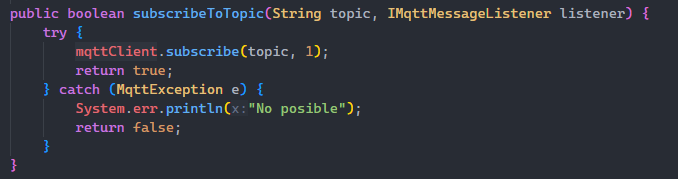 public boolean subscribeToTopic(String topic, IMqttMessageListener listener) {
    try {
        mqttClient.subscribe(topic, 1);
        return true;
    } catch (MqttException e) {
        System.err.println(x:"No posible");
        return false;
    }
}